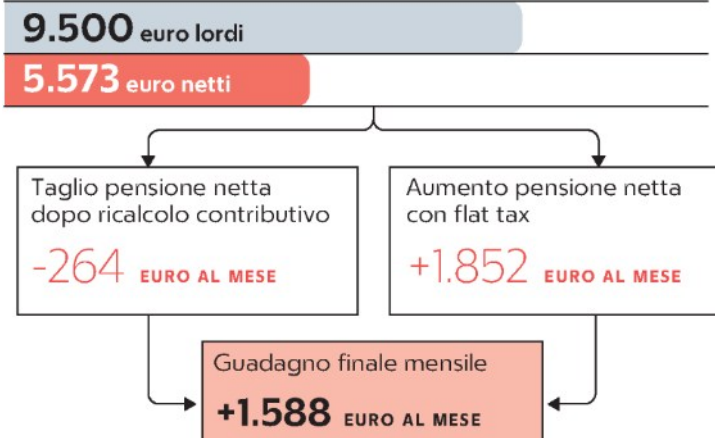 9.500 euro lordi
5.573 euro netti
Taglio pensione netta
dopo ricalcolo contributivo
-264 EURO AL MESE
Aumento pensione netta
con flat tax
+1.852 EURO AL MESE
Guadagno finale mensile
+1.588 EURO AL MESE